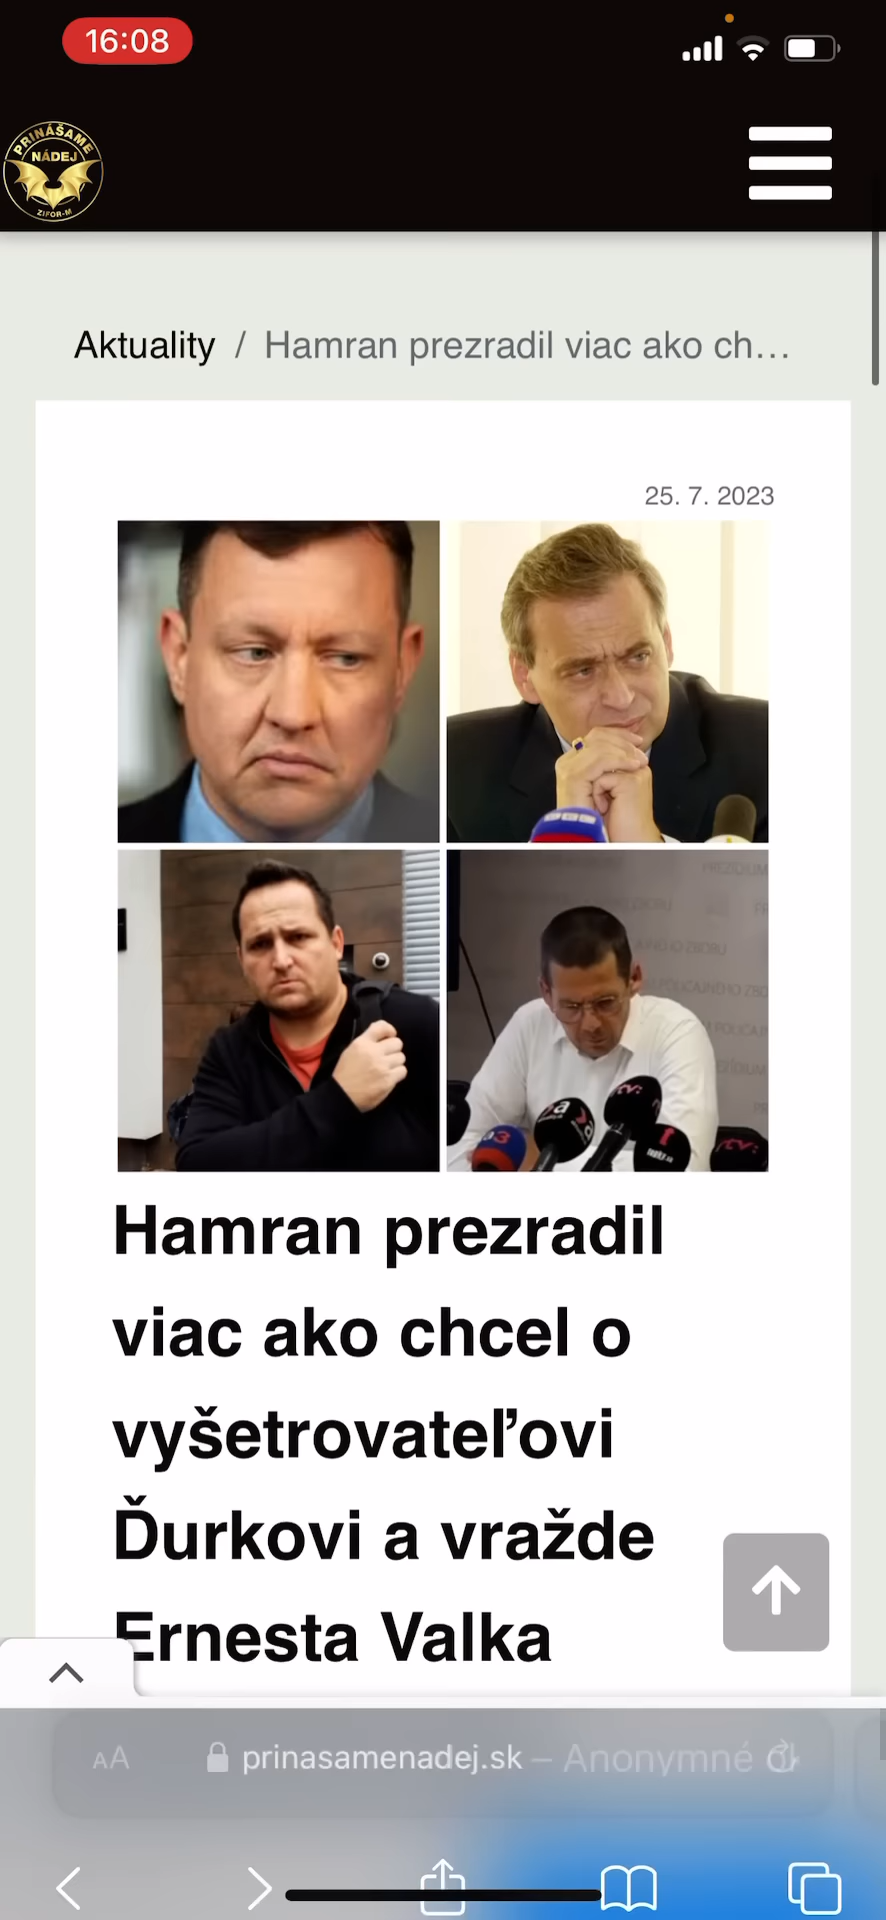 16:08
PRINÁŠAME
NÁDEJ
ZIFOR-M
Aktuality / Hamran prezradil viac ako ch...
25. 7. 2023
Hamran prezradil
viac ako chcel o
vyšetrovateľovi
Ďurkovi a vražde
Ernesta Valka
AA prinasamenadej.sk – Anonymné